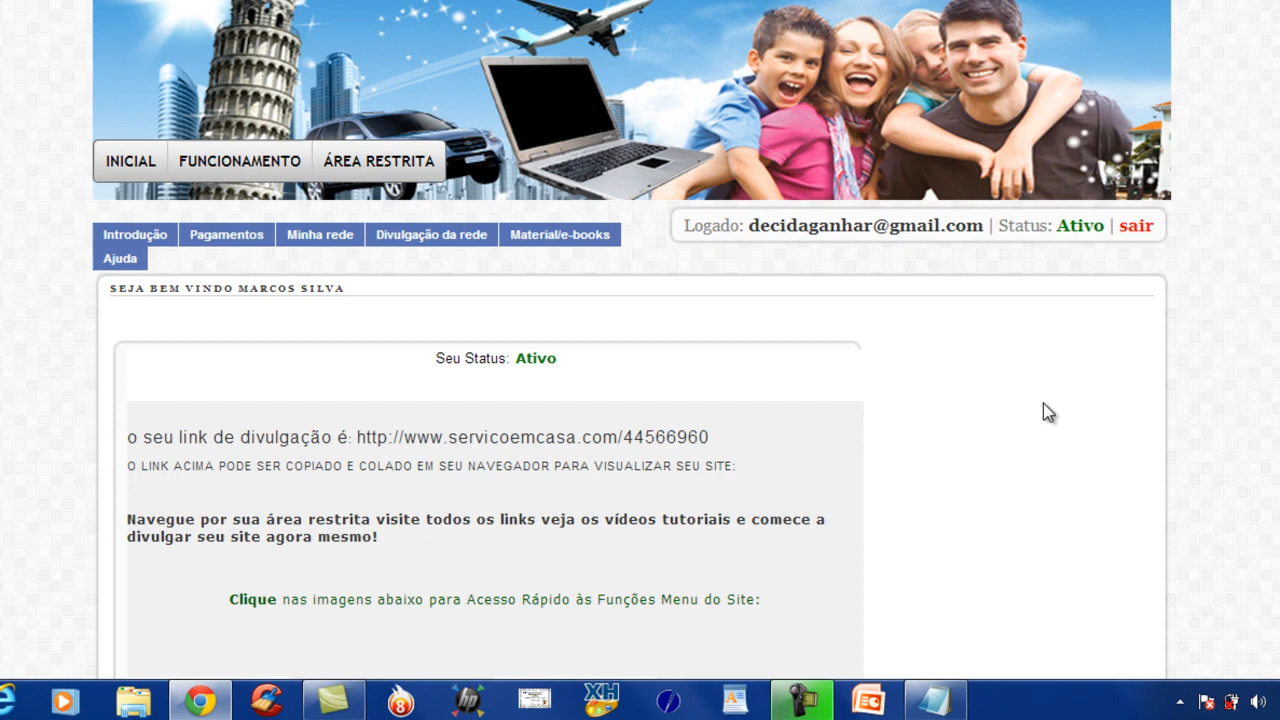 INICIAL FUNCIONAMENTO ÁREA RESTRITA
Logado: decidaganhar@gmail.com | Status: Ativo | sair
Introdução Pagamentos Minha rede Divulgação da rede Material/e-books
Ajuda
SEJA BEM VINDO MARCOS SILVA
Seu Status: Ativo
o seu link de divulgação é: http://www.servicoemcasa.com/44566960
O LINK ACIMA PODE SER COPIADO E COLADO EM SEU NAVEGADOR PARA VISUALIZAR SEU SITE:
Navegue por sua área restrita visite todos os links veja os vídeos tutoriais e comece a
divulgar seu site agora mesmo!
Clique nas imagens abaixo para Acesso Rápido às Funções Menu do Site:
8 hp XH